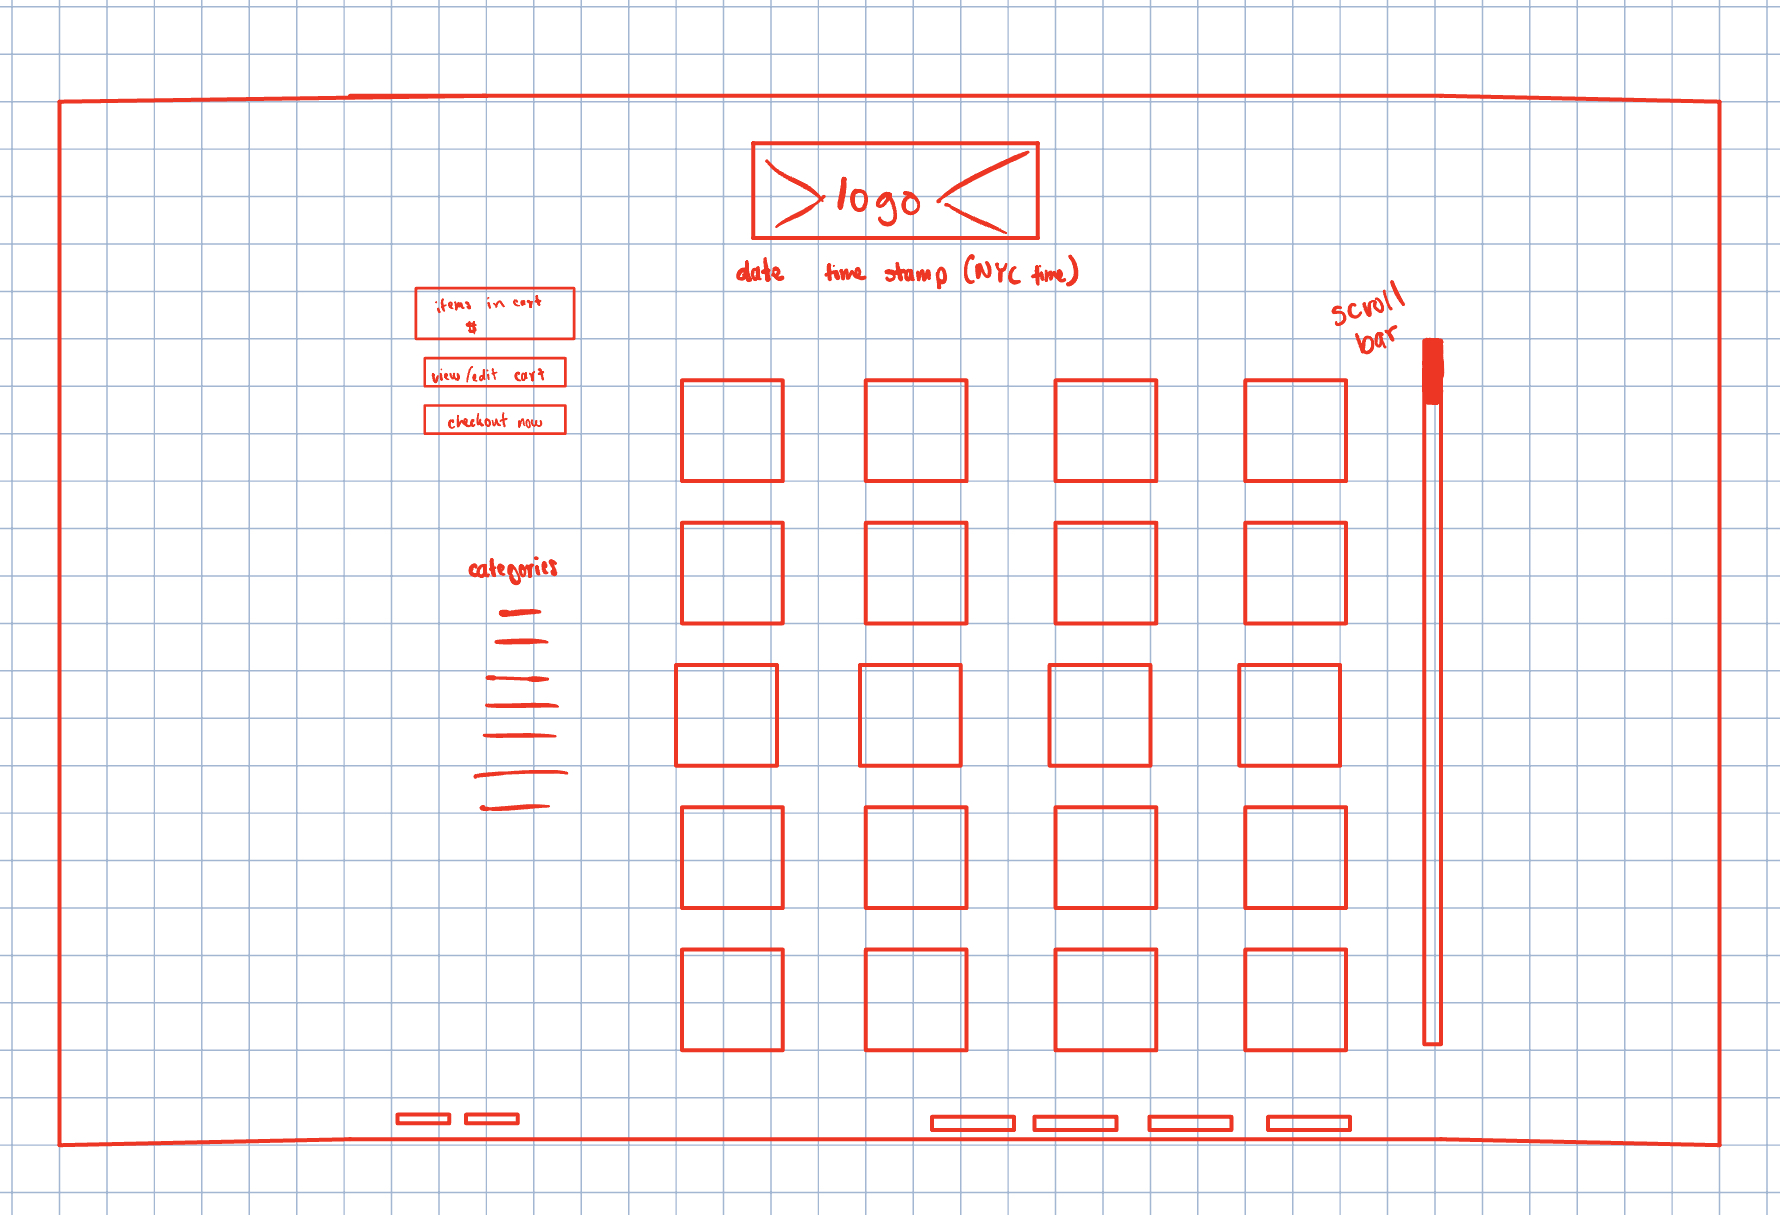 logo
date time stamp (NYC time)
items in cart
$
view/edit cart
checkout now
scroll
bar
categories